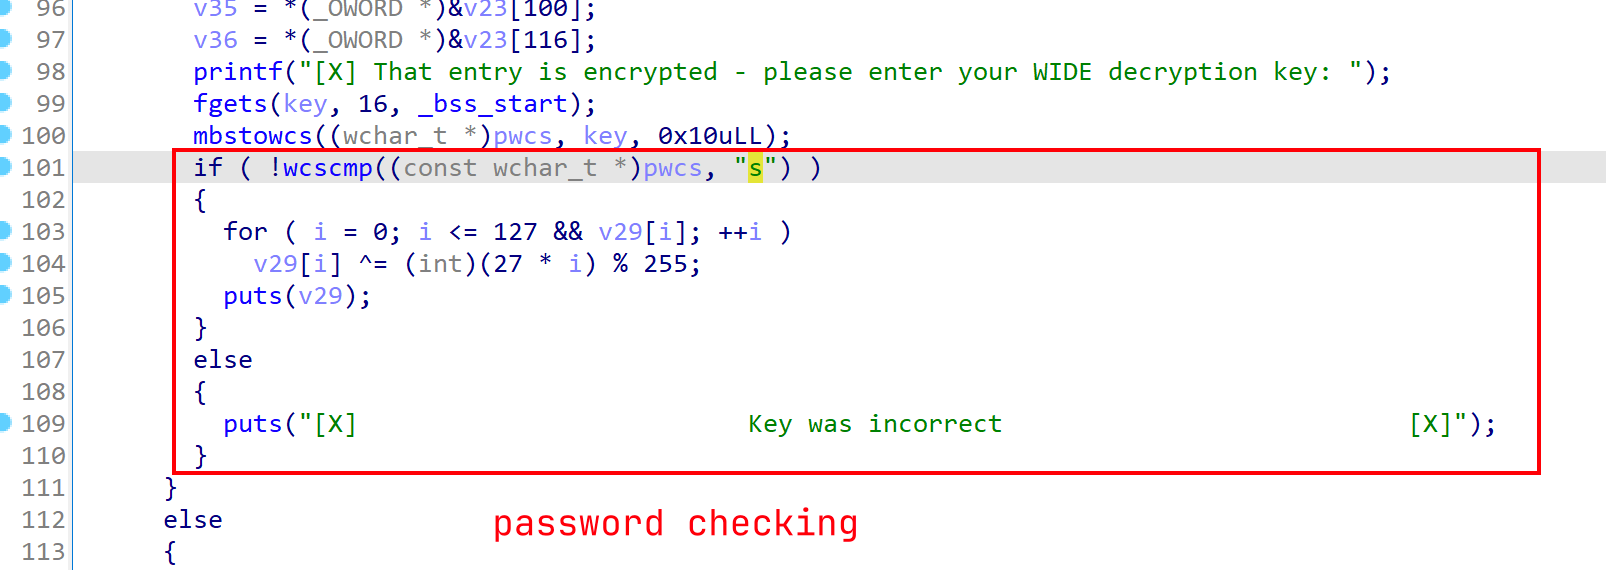 96 v35 = *(_OWORD *)&v23[100];
97 v36 = *(_OWORD *)&v23[116];
98 printf("[X] That entry is encrypted - please enter your WIDE decryption key: ");
99 fgets(key, 16, _bss_start);
100 mbstowcs((wchar_t *)pwcs, key, 0x10uLL);
101 if ( !wcscmp((const wchar_t *)pwcs, "s") )
102 {
103 for ( i = 0; i <= 127 && v29[i]; ++i )
104 v29[i] ^= (int)(27 * i) % 255;
105 puts(v29);
106 }
107 else
108 {
109 puts("[X]                          Key was incorrect                           [X]");
110 }
111 }
112 else
password checking
113 {